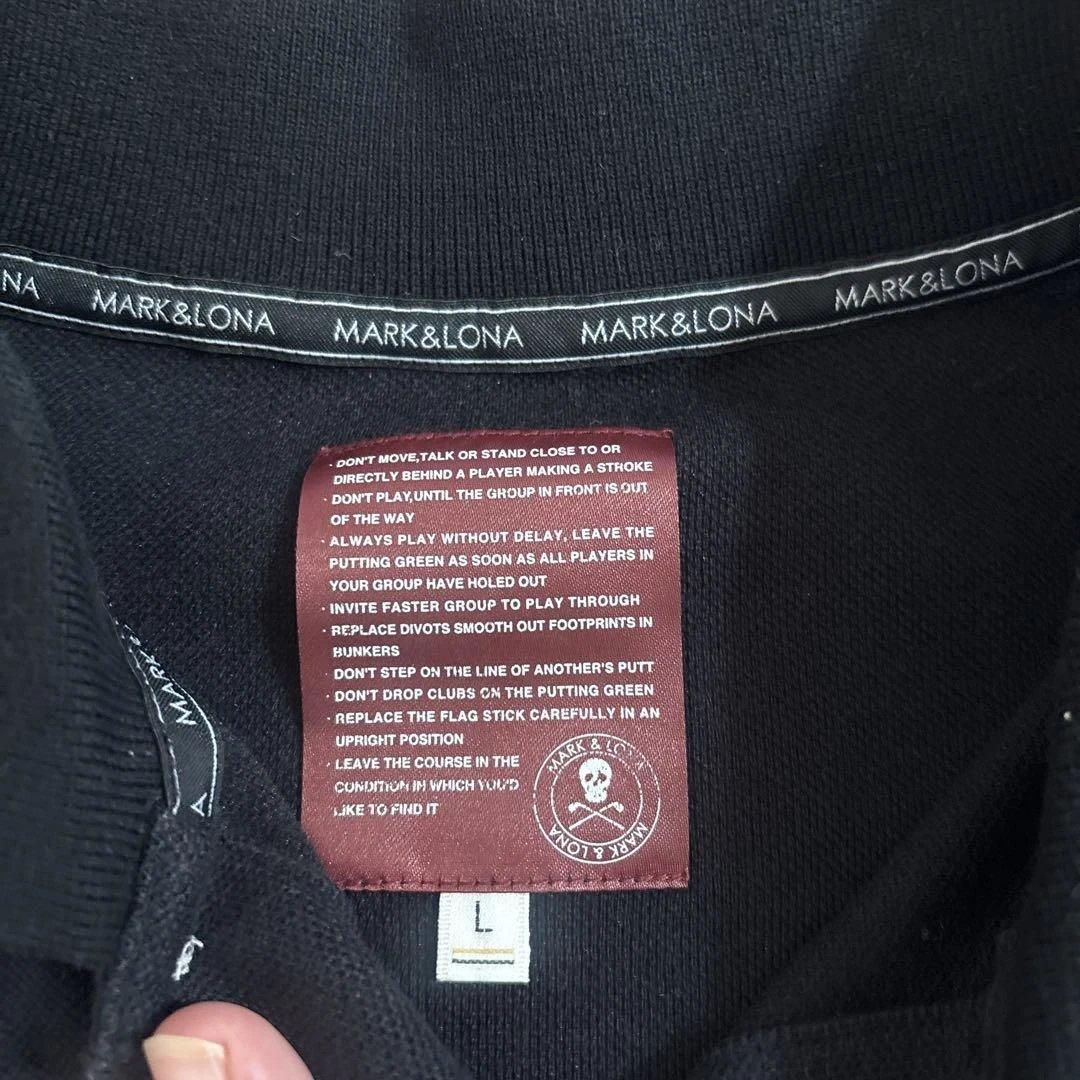 NA MARK&LONA MARK&LONA MARK&LONA MARK&LONA
· DON'T MOVE,TALK OR STAND CLOSE TO OR
DIRECTLY BEHIND A PLAYER MAKING A STROKE
· DON'T PLAY,UNTIL THE GROUP IN FRONT IS OUT
OF THE WAY
· ALWAYS PLAY WITHOUT DELAY, LEAVE THE
PUTTING GREEN AS SOON AS ALL PLAYERS IN
YOUR GROUP HAVE HOLED OUT
· INVITE FASTER GROUP TO PLAY THROUGH
· REPLACE DIVOTS SMOOTH OUT FOOTPRINTS IN
BUNKERS
DON'T STEP ON THE LINE OF ANOTHER'S PUTT
· DON'T DROP CLUBS ON THE PUTTING GREEN
· REPLACE THE FLAG STICK CAREFULLY IN AN
UPRIGHT POSITION
· LEAVE THE COURSE IN THE
CONDITION IN WHICH YOU'D
LIKE TO FIND IT
MARK & LONA
MARK & LONA
MARK
A
L